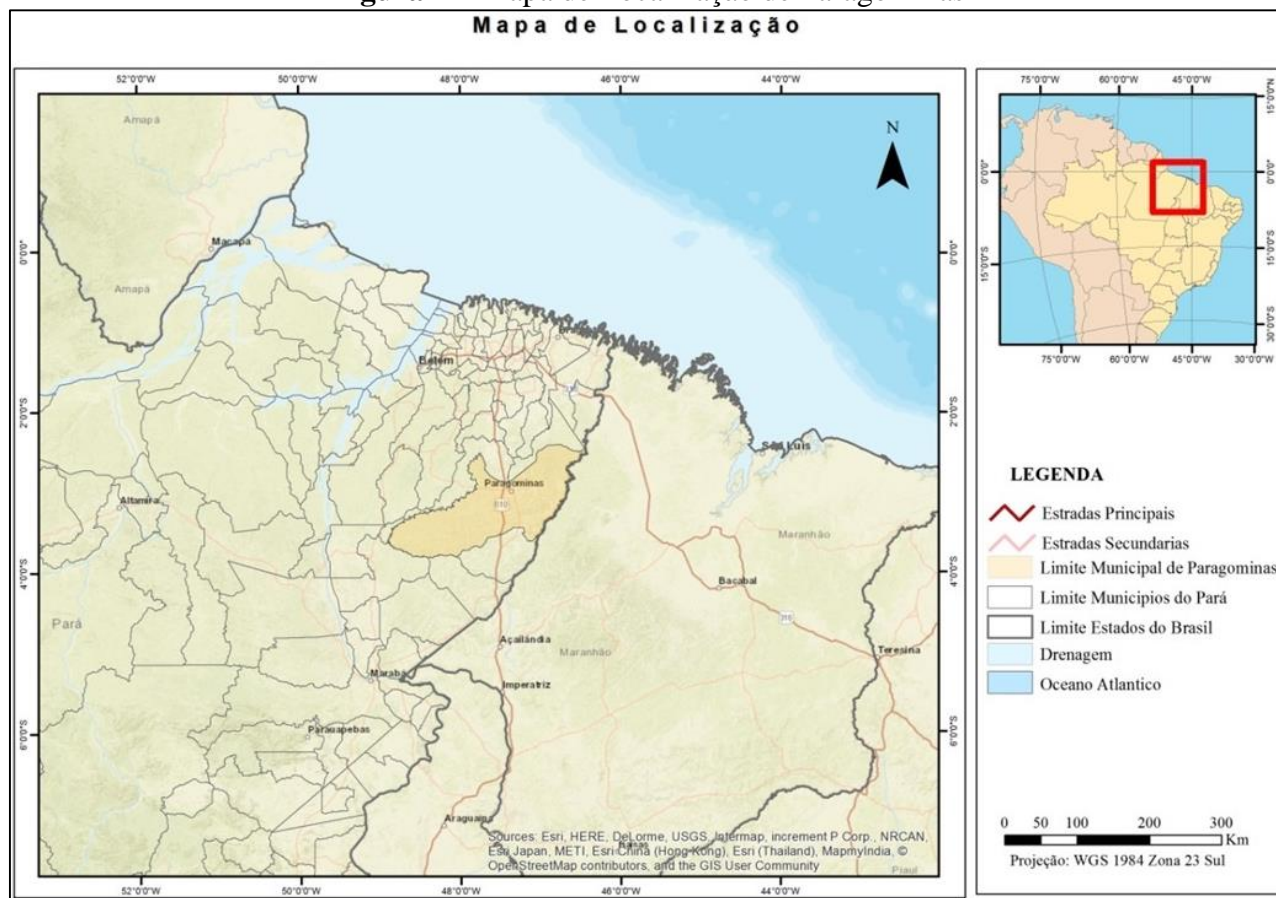 Mapa de Localização
52°0'0"W 50°0'0"W 48°0'0"W 46°0'0"W 44°0'0"W
0°0'0"
2°0'0"S
4°0'0"S
6°0'0"S
Amapá
Macapá
Amapá
Belém
São Luis
Paragominas
010
Altamira
Maranhão
Bacabal
316
Pará
Açailândia
Maranhão
Teresina
Marabá
Imperatriz
Parauapebas
Araguaina
Balsas
Piauí
Sources: Esri, HERE, DeLorme, USGS, Intermap, increment P Corp., NRCAN,
Esri Japan, METI, Esri China (Hong Kong), Esri (Thailand), MapmyIndia, ©
OpenStreetMap contributors, and the GIS User Community
0°0'0"
2°0'0"S
4°0'0"S
6°0'0"S
52°0'0"W 50°0'0"W 48°0'0"W 46°0'0"W 44°0'0"W
N
75°0'0"W 60°0'0"W 45°0'0"W
15°0'0"N
0°0'0"
0°0'0"
15°0'0"S
15°0'0"S
30°0'0"S
75°0'0"W 60°0'0"W 45°0'0"W 30°0'0"W
LEGENDA
Estradas Principais
Estradas Secundarias
Limite Municipal de Paragominas
Limite Municipios do Pará
Limite Estados do Brasil
Drenagem
Oceano Atlantico
0 50 100 200 300
Km
Projeção: WGS 1984 Zona 23 Sul